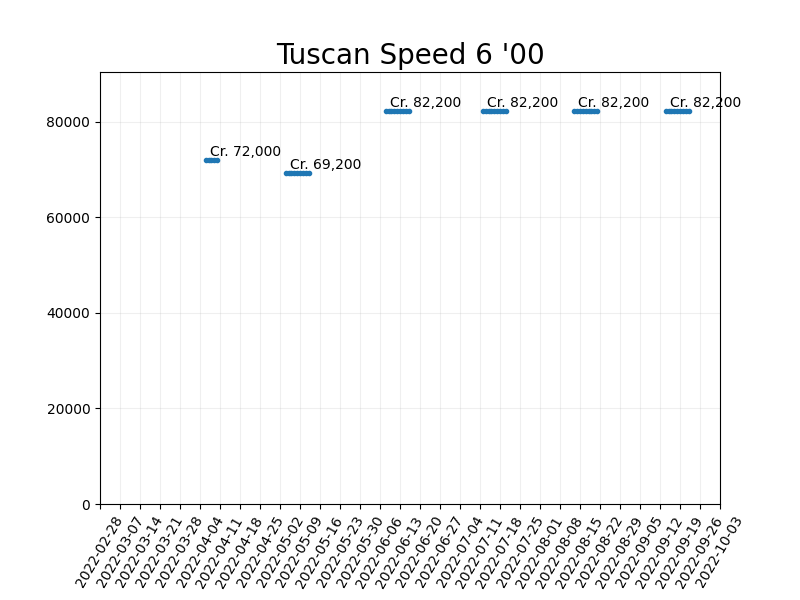 Tuscan Speed 6 '00
Cr. 82,200 Cr. 82,200 Cr. 82,200 Cr. 82,200
80000
Cr. 72,000
Cr. 69,200
60000
40000
20000
0
2022-02-28 2022-03-07 2022-03-14 2022-03-21 2022-03-28 2022-04-04 2022-04-11 2022-04-18 2022-04-25 2022-05-02 2022-05-09 2022-05-16 2022-05-23 2022-05-30 2022-06-06 2022-06-13 2022-06-20 2022-06-27 2022-07-04 2022-07-11 2022-07-18 2022-07-25 2022-08-01 2022-08-08 2022-08-15 2022-08-22 2022-08-29 2022-09-05 2022-09-12 2022-09-19 2022-09-26 2022-10-03